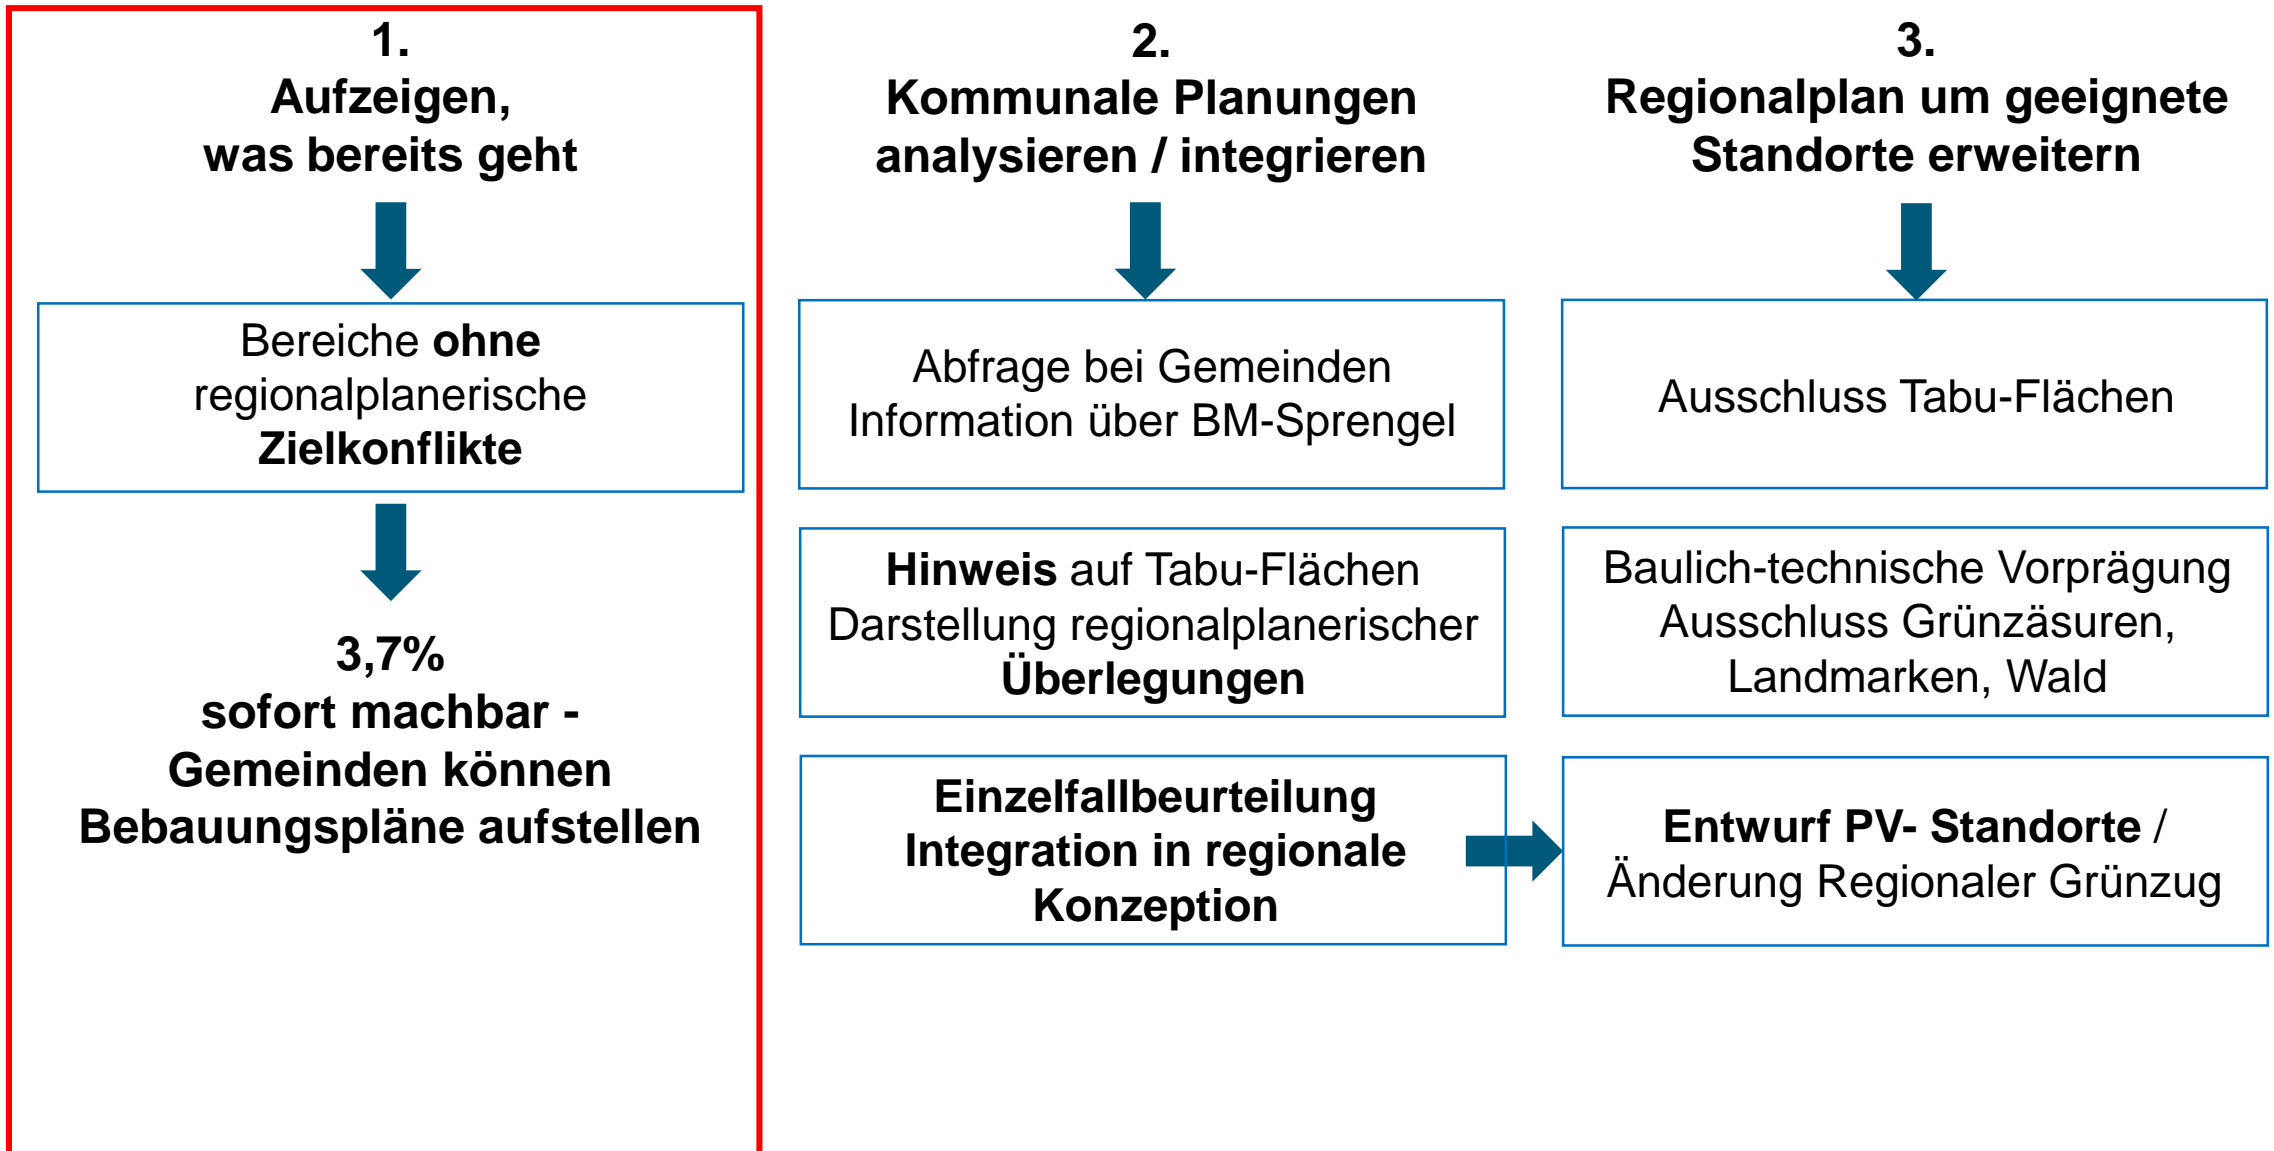 1.
Aufzeigen,
was bereits geht
Bereiche ohne
regionalplanerische
Zielkonflikte
3,7%
sofort machbar -
Gemeinden können
Bebauungspläne aufstellen
2.
Kommunale Planungen
analysieren / integrieren
Abfrage bei Gemeinden
Information über BM-Sprengel
Hinweis auf Tabu-Flächen
Darstellung regionalplanerischer
Überlegungen
Einzelfallbeurteilung
Integration in regionale
Konzeption
3.
Regionalplan um geeignete
Standorte erweitern
Ausschluss Tabu-Flächen
Baulich-technische Vorprägung
Ausschluss Grünzäsuren,
Landmarken, Wald
Entwurf PV- Standorte /
Änderung Regionaler Grünzug